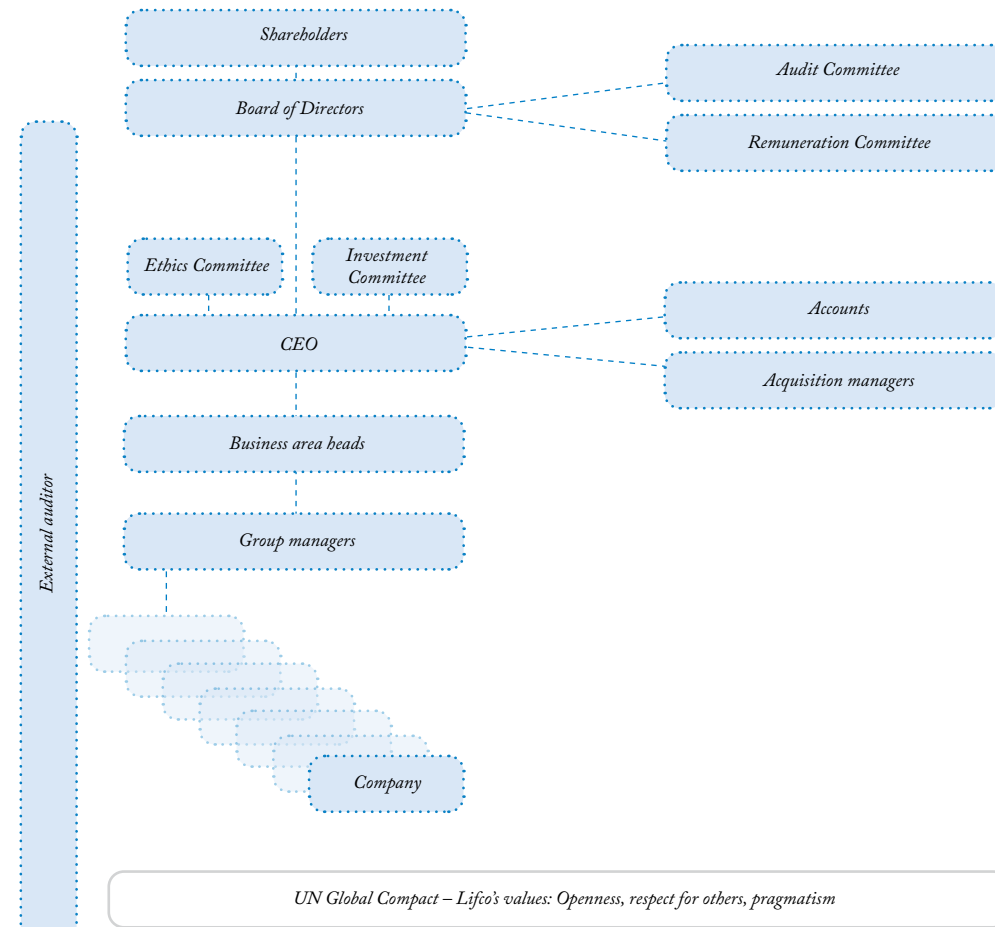 Shareholders
Audit Committee
Board of Directors
Remuneration Committee
Ethics Committee
Investment
Committee
Accounts
CEO
Acquisition managers
Business area heads
External auditor
Group managers
Company
UN Global Compact – Lifco's values: Openness, respect for others, pragmatism